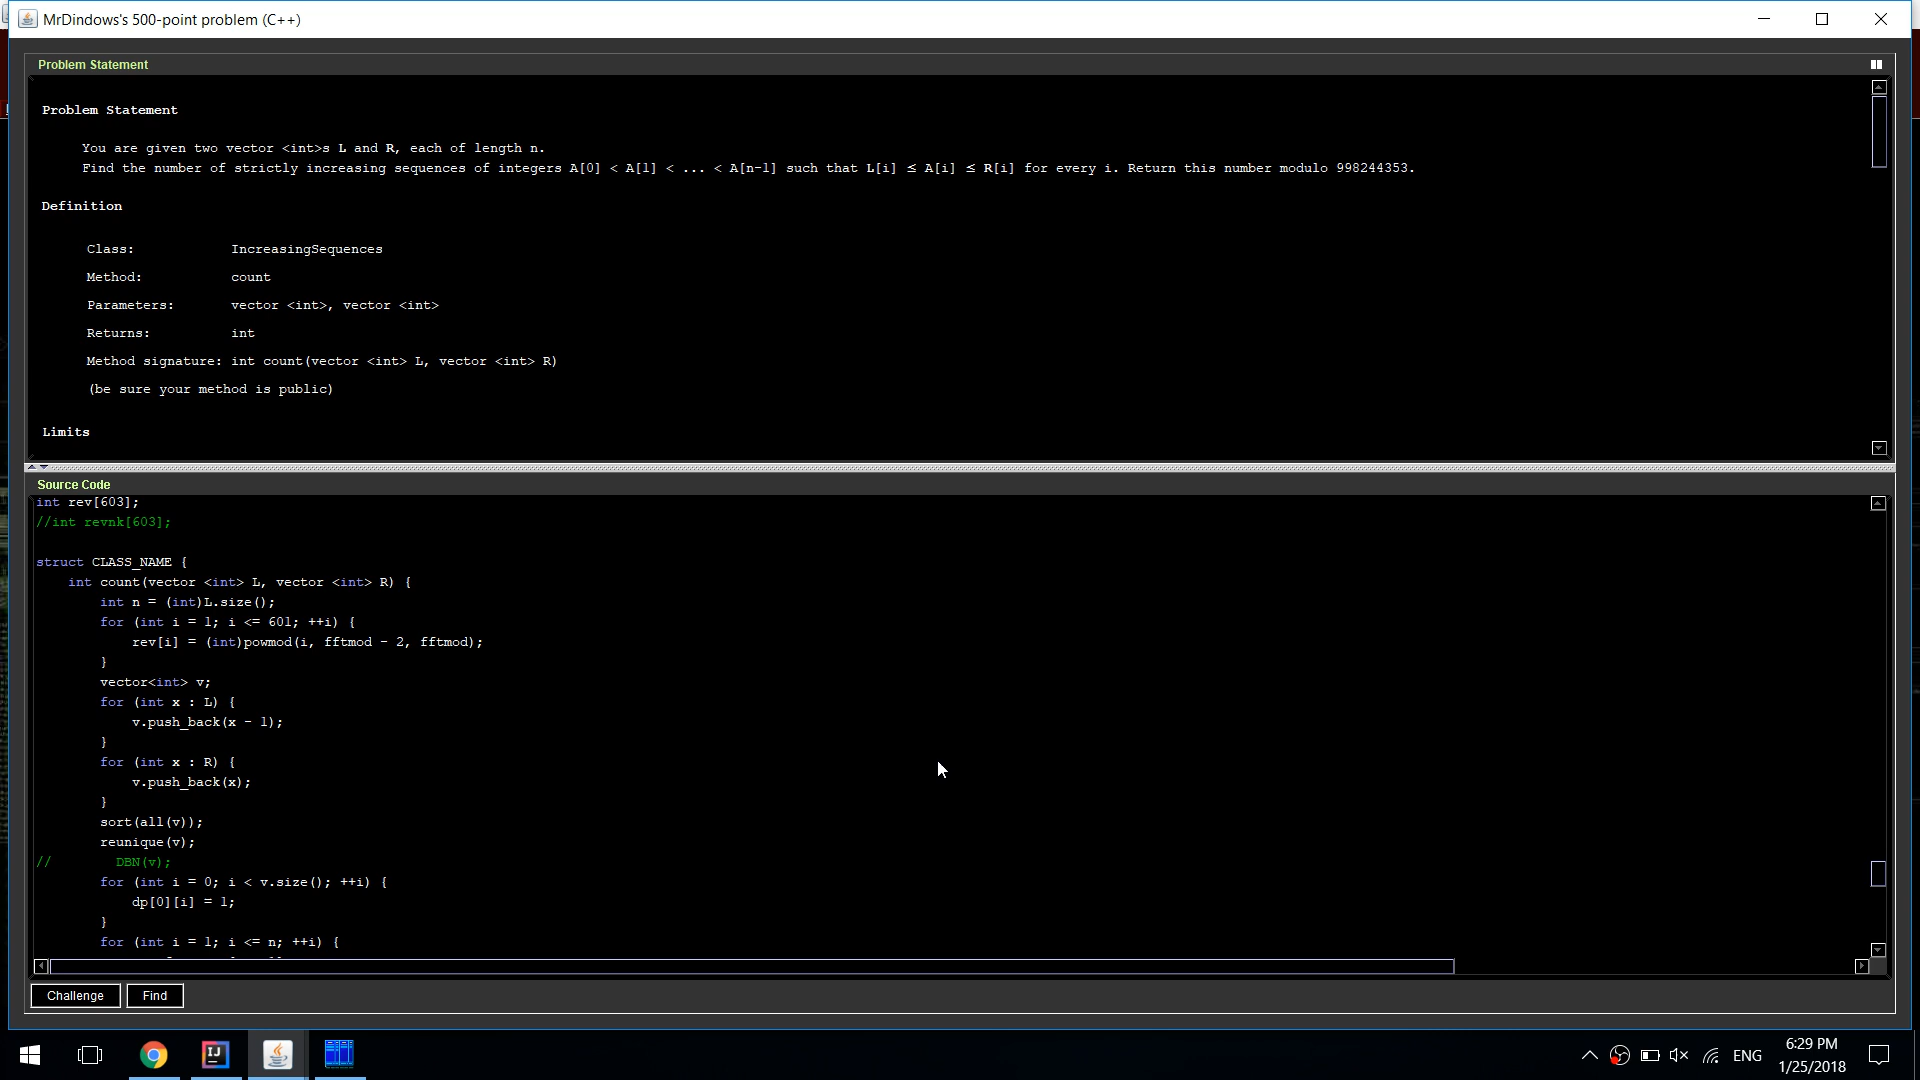 MrDindows's 500-point problem (C++)
Problem Statement
Problem Statement
You are given two vector <int>s L and R, each of length n.
Find the number of strictly increasing sequences of integers A[0] < A[1] < ... < A[n-1] such that L[i] ≤ A[i] ≤ R[i] for every i. Return this number modulo 998244353.
Definition
Class: IncreasingSequences
Method: count
Parameters: vector <int>, vector <int>
Returns: int
Method signature: int count(vector <int> L, vector <int> R)
(be sure your method is public)
Limits
Source Code
int rev[603];
//int revnk[603];
struct CLASS_NAME {
int count(vector <int> L, vector <int> R) {
int n = (int)L.size();
for (int i = 1; i <= 601; ++i) {
rev[i] = (int)powmod(i, fftmod - 2, fftmod);
}
vector<int> v;
for (int x : L) {
v.push_back(x - 1);
}
for (int x : R) {
v.push_back(x);
}
sort(all(v));
reunique(v);
// DBN(v);
for (int i = 0; i < v.size(); ++i) {
dp[0][i] = 1;
}
for (int i = 1; i <= n; ++i) {
Challenge Find
IJ
ENG
6:29 PM
1/25/2018